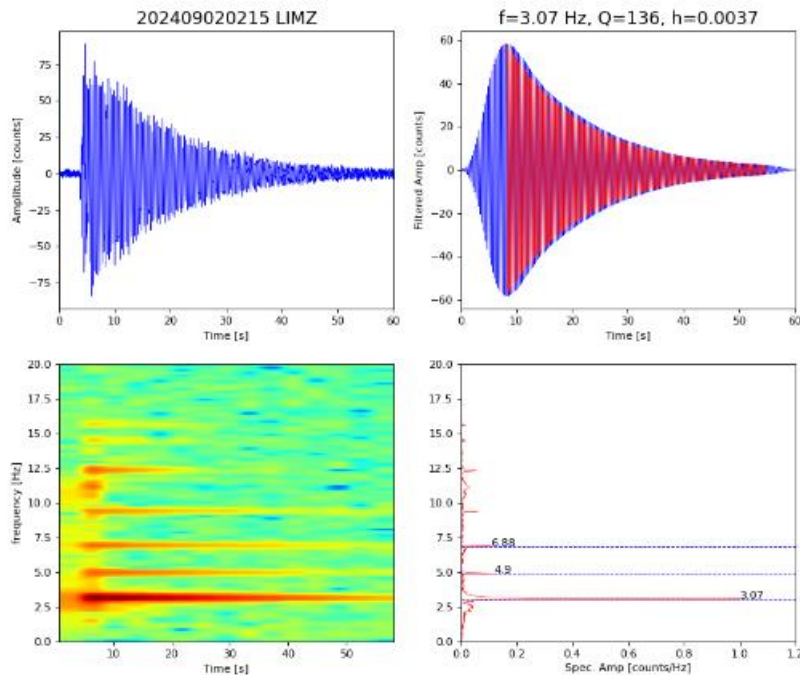 202409020215 LIMZ
f=3.07 Hz, Q=136, h=0.0037
Amplitude [counts]
75
50
25
0
−25
−50
−75
0 10 20 30 40 50 60
Time [s]
Filtered Amp [counts]
60
40
20
0
−20
−40
−60
0 10 20 30 40 50 60
Time [s]
frequency [Hz]
20.0
17.5
15.0
12.5
10.0
7.5
5.0
2.5
0.0
0 10 20 30 40 50
Time [s]
20.0
17.5
15.0
12.5
10.0
7.5
5.0
2.5
0.0
6.88
4.9
3.07
0.0 0.2 0.4 0.6 0.8 1.0 1.2
Spec. Amp [counts/Hz]